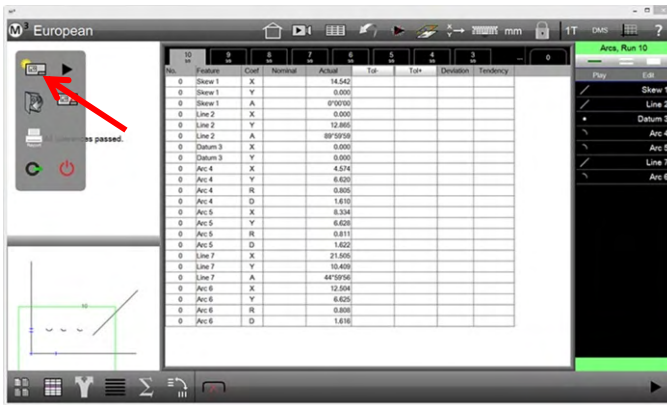 M³ European
mm
1T
DMS
?
10 9 8 7 6 5 4 3 ... 0
Arcs, Run 10
Play Edit
No. Feature Coef Nominal Actual Tol- Tol+ Deviation Tendency
0 Skew 1 X 14.542
0 Skew 1 Y 0.000
0 Skew 1 A 0°00'00
0 Line 2 X 0.000
0 Line 2 Y 12.865
0 Line 2 A 89°59'59
0 Datum 3 X 0.000
0 Datum 3 Y 0.000
0 Arc 4 X 4.574
0 Arc 4 Y 6.620
0 Arc 4 R 0.805
0 Arc 4 D 1.610
0 Arc 5 X 8.334
0 Arc 5 Y 6.628
0 Arc 5 R 0.811
0 Arc 5 D 1.622
0 Line 7 X 21.505
0 Line 7 Y 10.409
0 Line 7 A 44°59'56
0 Arc 6 X 12.504
0 Arc 6 Y 6.625
0 Arc 6 R 0.808
0 Arc 6 D 1.616
Skew 1
Line 2
Datum 3
Arc 4
Arc 5
Line 7
Arc 6
passed.
10